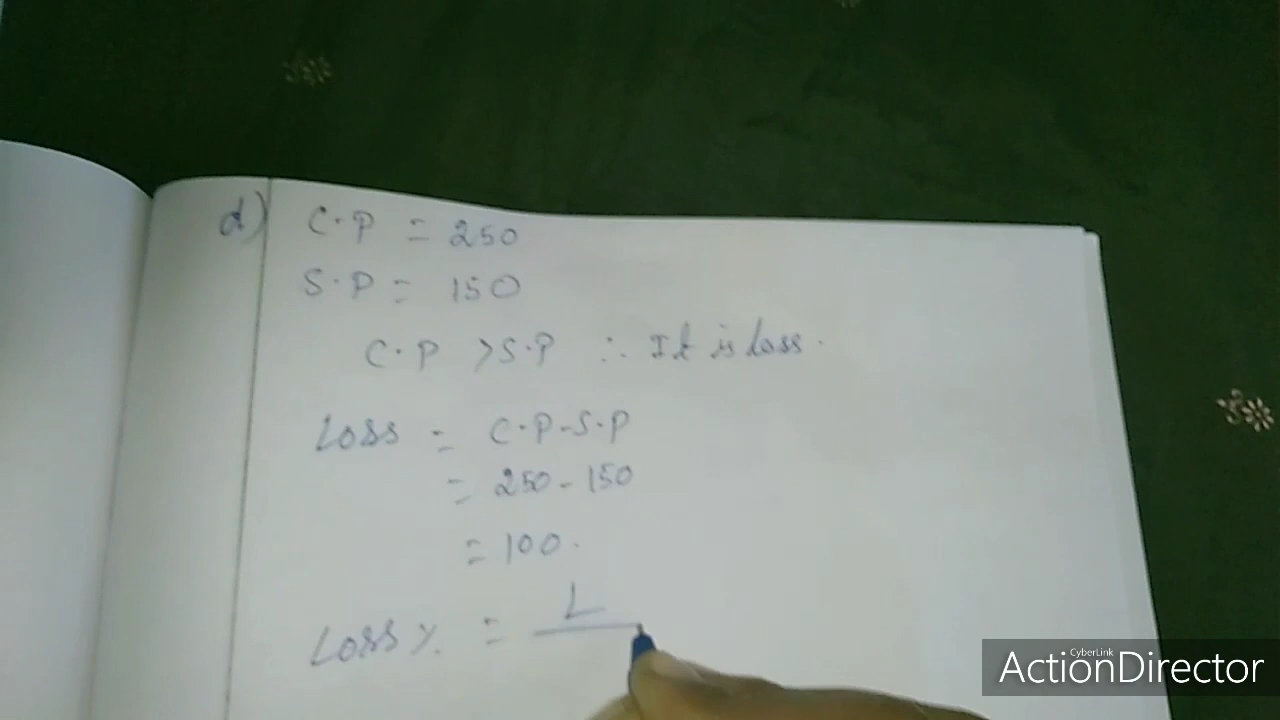 d) C.P = 250
S.P = 150
C.P > S.P ∴ It is loss.
Loss = C.P - S.P
= 250 - 150
= 100.
Loss % = L
CyberLink
ActionDirector